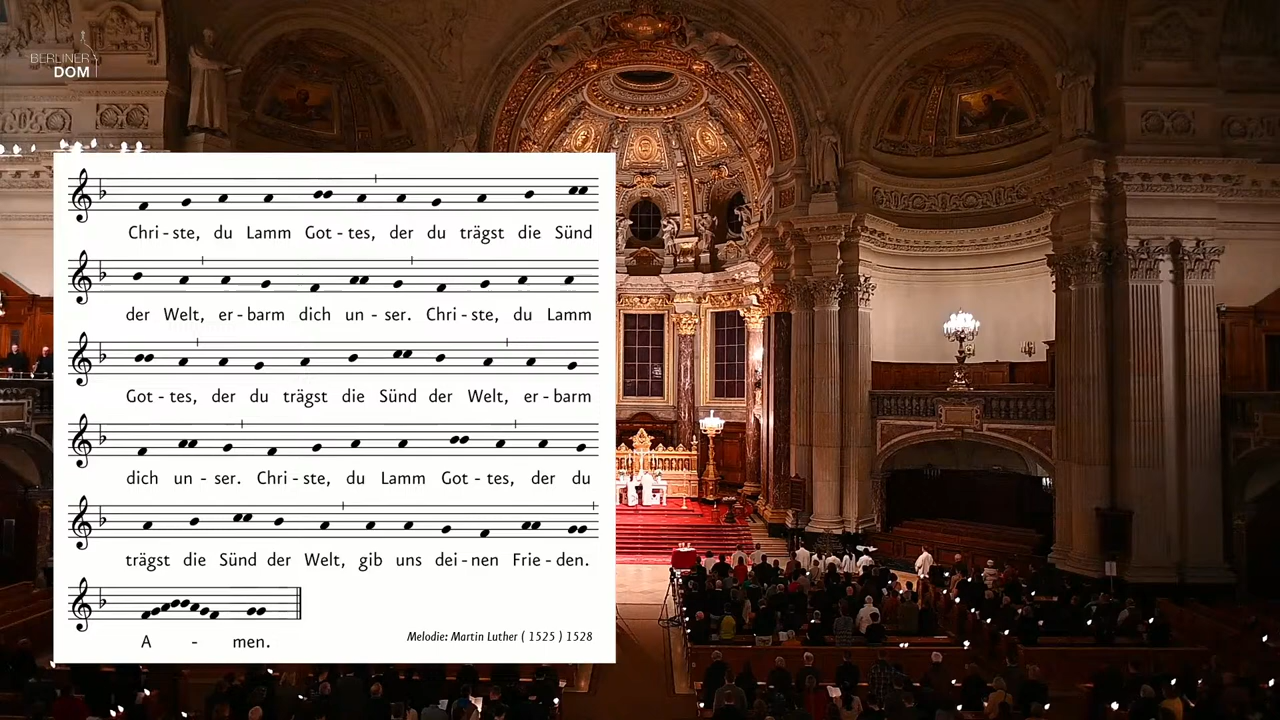 BERLINER
DOM
Chri - ste, du Lamm Got - tes, der du trägst die Sünd
der Welt, er - barm dich un - ser. Chri - ste, du Lamm
Got - tes, der du trägst die Sünd der Welt, er - barm
dich un - ser. Chri - ste, du Lamm Got - tes, der du
trägst die Sünd der Welt, gib uns dei - nen Frie - den.
A - men.
Melodie: Martin Luther ( 1525 ) 1528